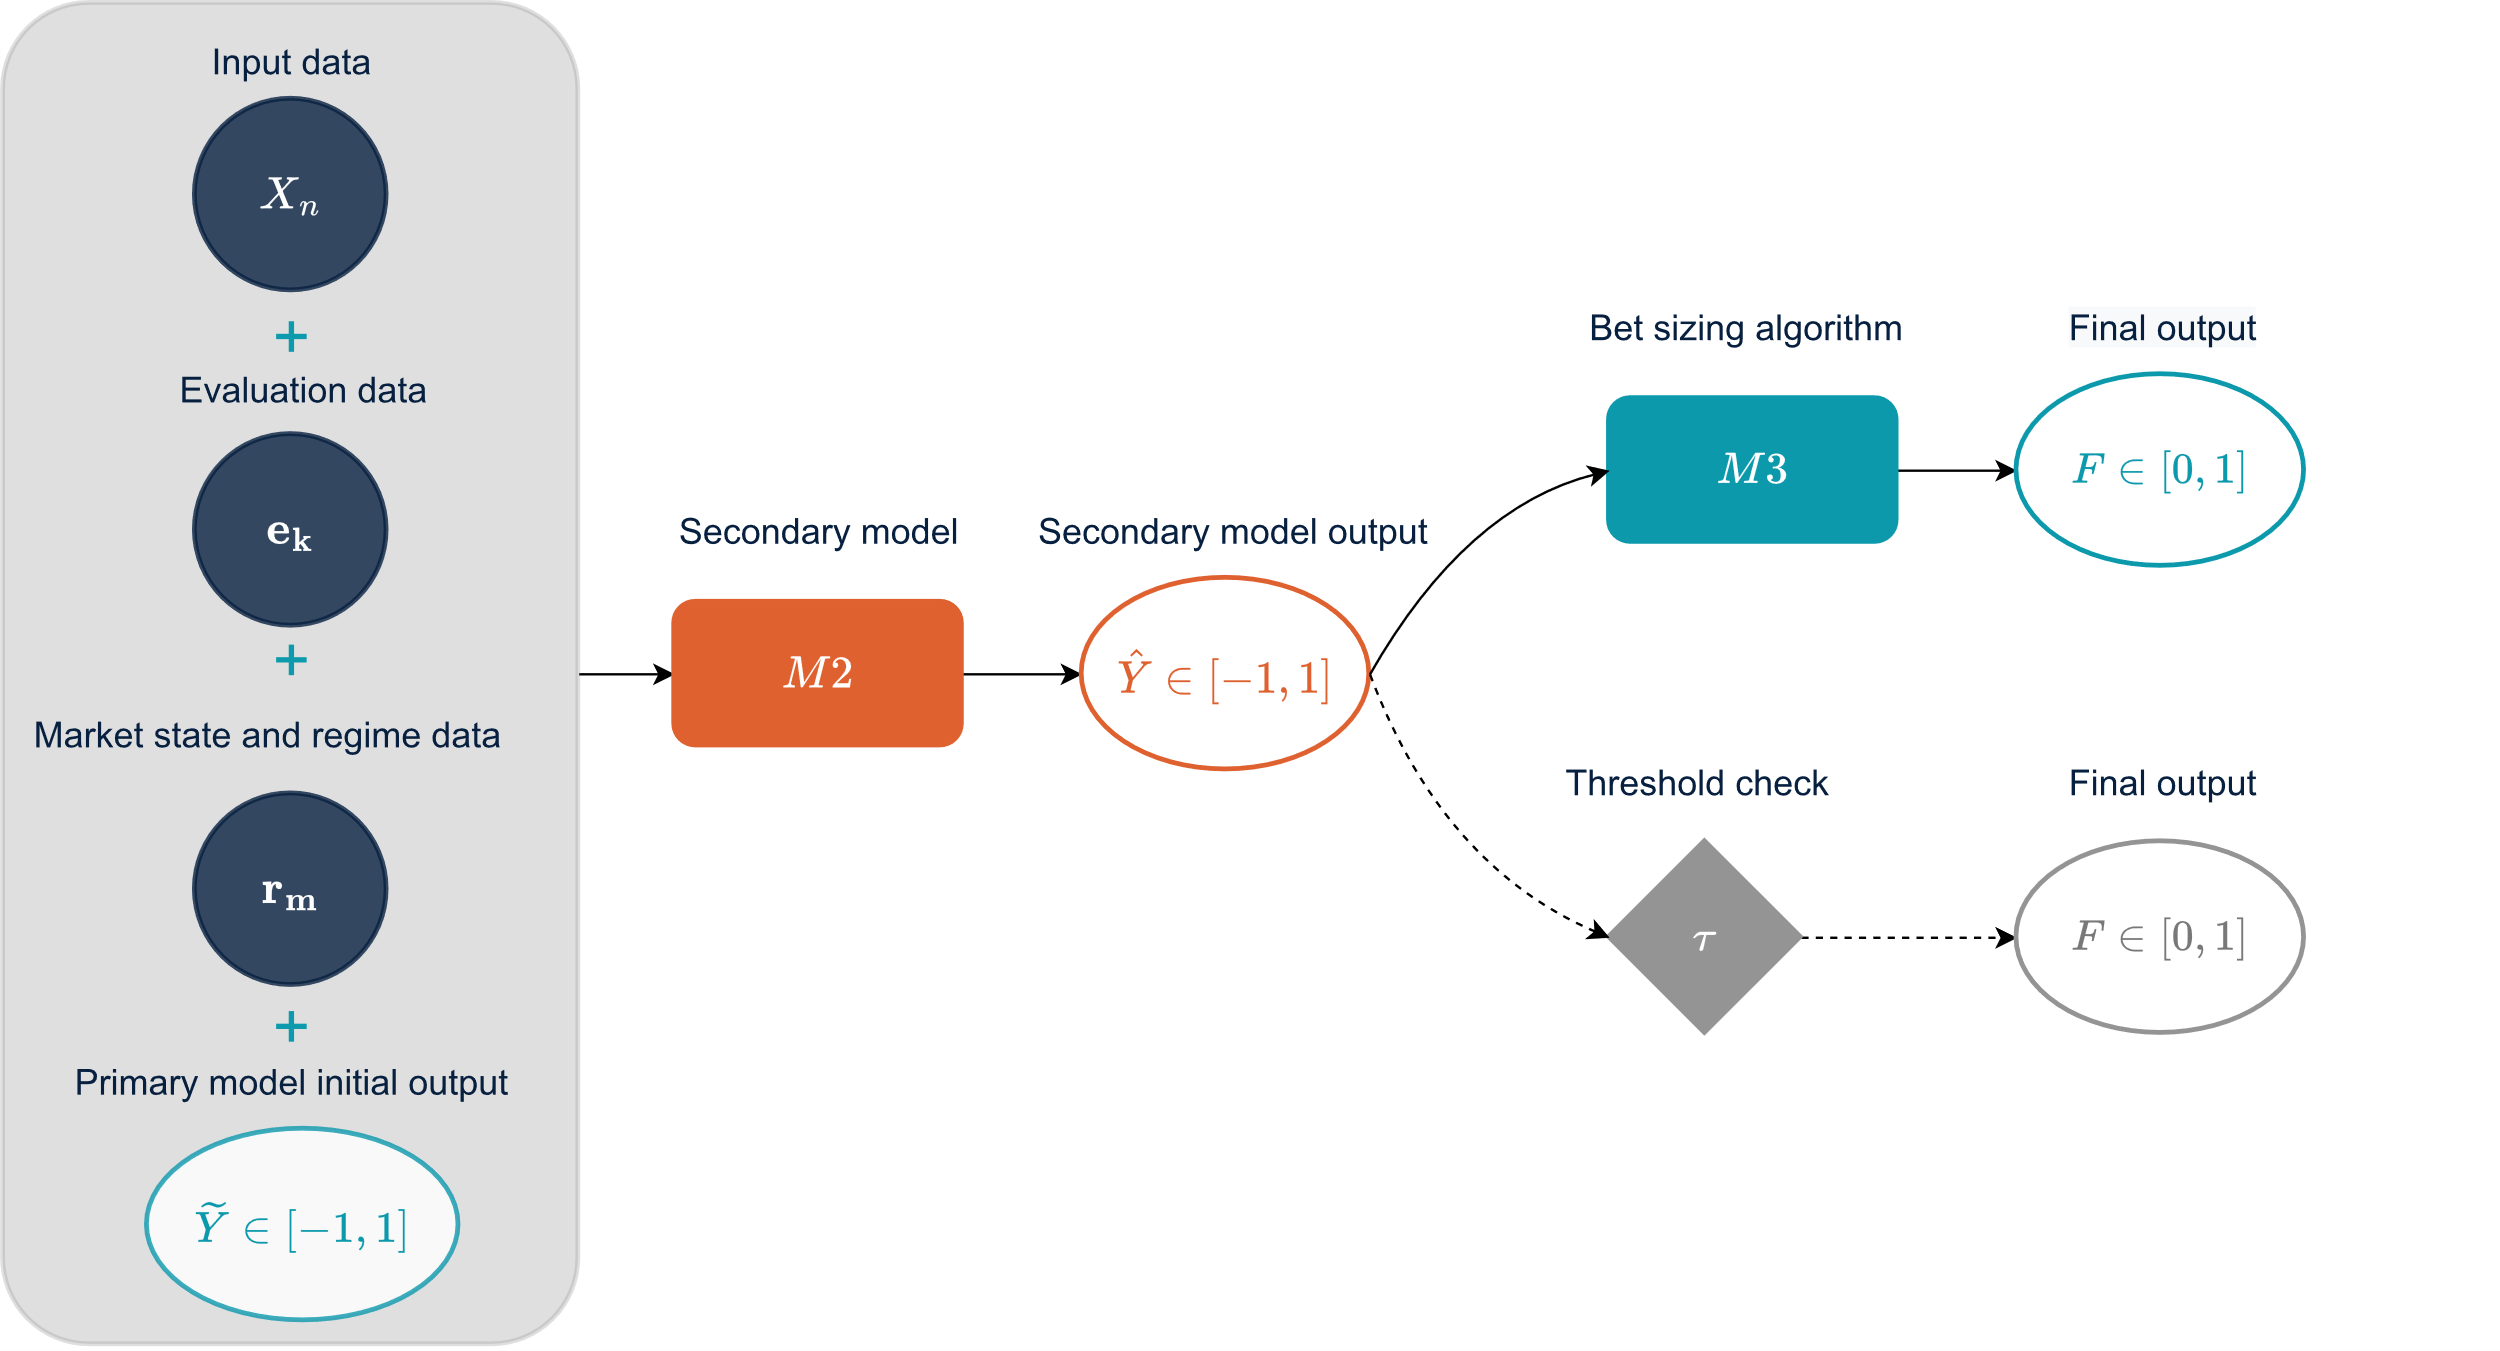 Input data
Xₙ
+
Evaluation data
eₖ
+
Market state and regime data
rₘ
+
Primary model initial output
Ỹ ∈ [−1, 1]
Secondary model
M2
Secondary model output
Ŷ ∈ [−1, 1]
Bet sizing algorithm
M3
Final output
F ∈ [0, 1]
Threshold check
τ
Final output
F ∈ [0, 1]